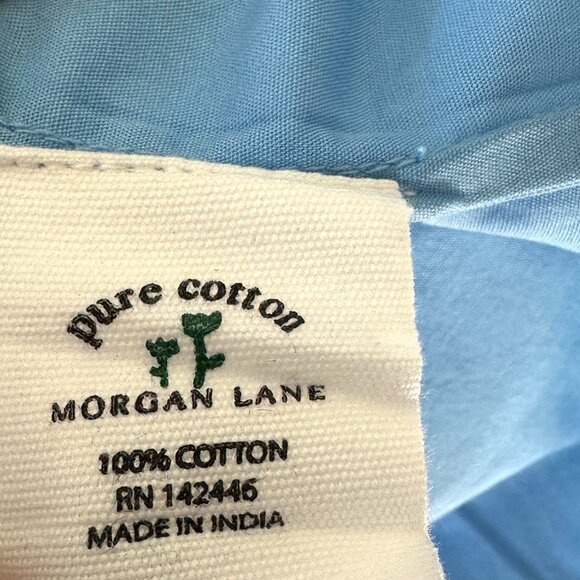 pure cotton
MORGAN LANE
100% COTTON
RN 142446
MADE IN INDIA